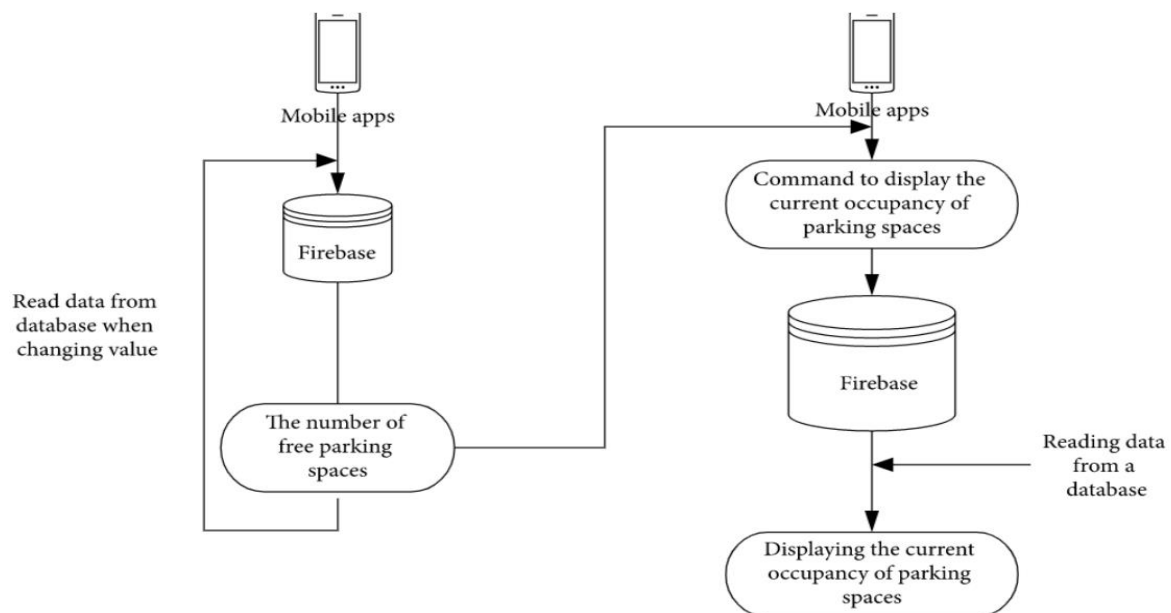 Mobile apps
Firebase
Read data from
database when
changing value
The number of
free parking
spaces
Mobile apps
Command to display the
current occupancy of
parking spaces
Firebase
Reading data
from a
database
Displaying the current
occupancy of parking
spaces